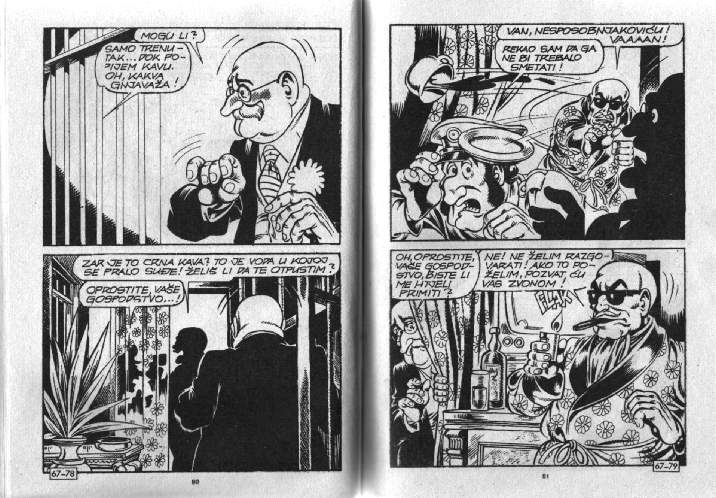 MOGU LI?
SAMO TRENU-
TAK... DOK PO-
PIJEM KAVU.
OH, KAKVA
GNJAVAŽA!
ZAR JE TO CRNA KAVA? TO JE VODA U KOJOJ
SE PRALO SUĐE! ŽELIŠ LI DA TE OTPUSTIM?
OPROSTITE, VAŠE
GOSPODSTVO...!
67-78
80
VAN, NESPOSOBNJAKOVIĆU!
VAAAAN!
REKAO SAM DA GA
NE BI TREBALO
SMETATI!
OH, OPROSTITE,
VAŠE GOSPOD-
STVO, BISTE LI
ME HTJELI
PRIMITI?
NE! NE ŽELIM RAZGO-
VARATI! AKO TO PO-
ŽELIM, POZVAT ĆU
VAS ZVONOM!
67-79
81